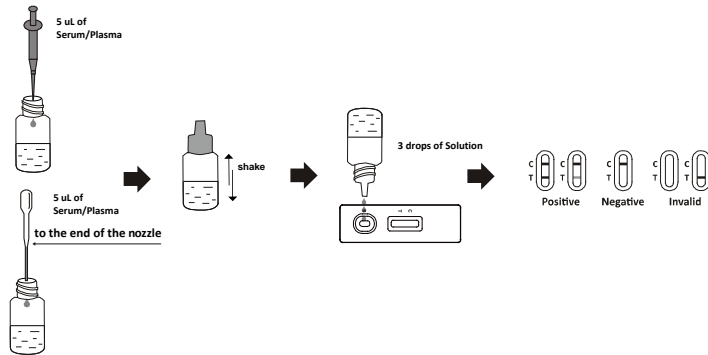 5 uL of
Serum/Plasma
5 uL of
Serum/Plasma
to the end of the nozzle
shake
3 drops of Solution
T C
C
T
C
T
Positive
C
T
Negative
C
T
Invalid